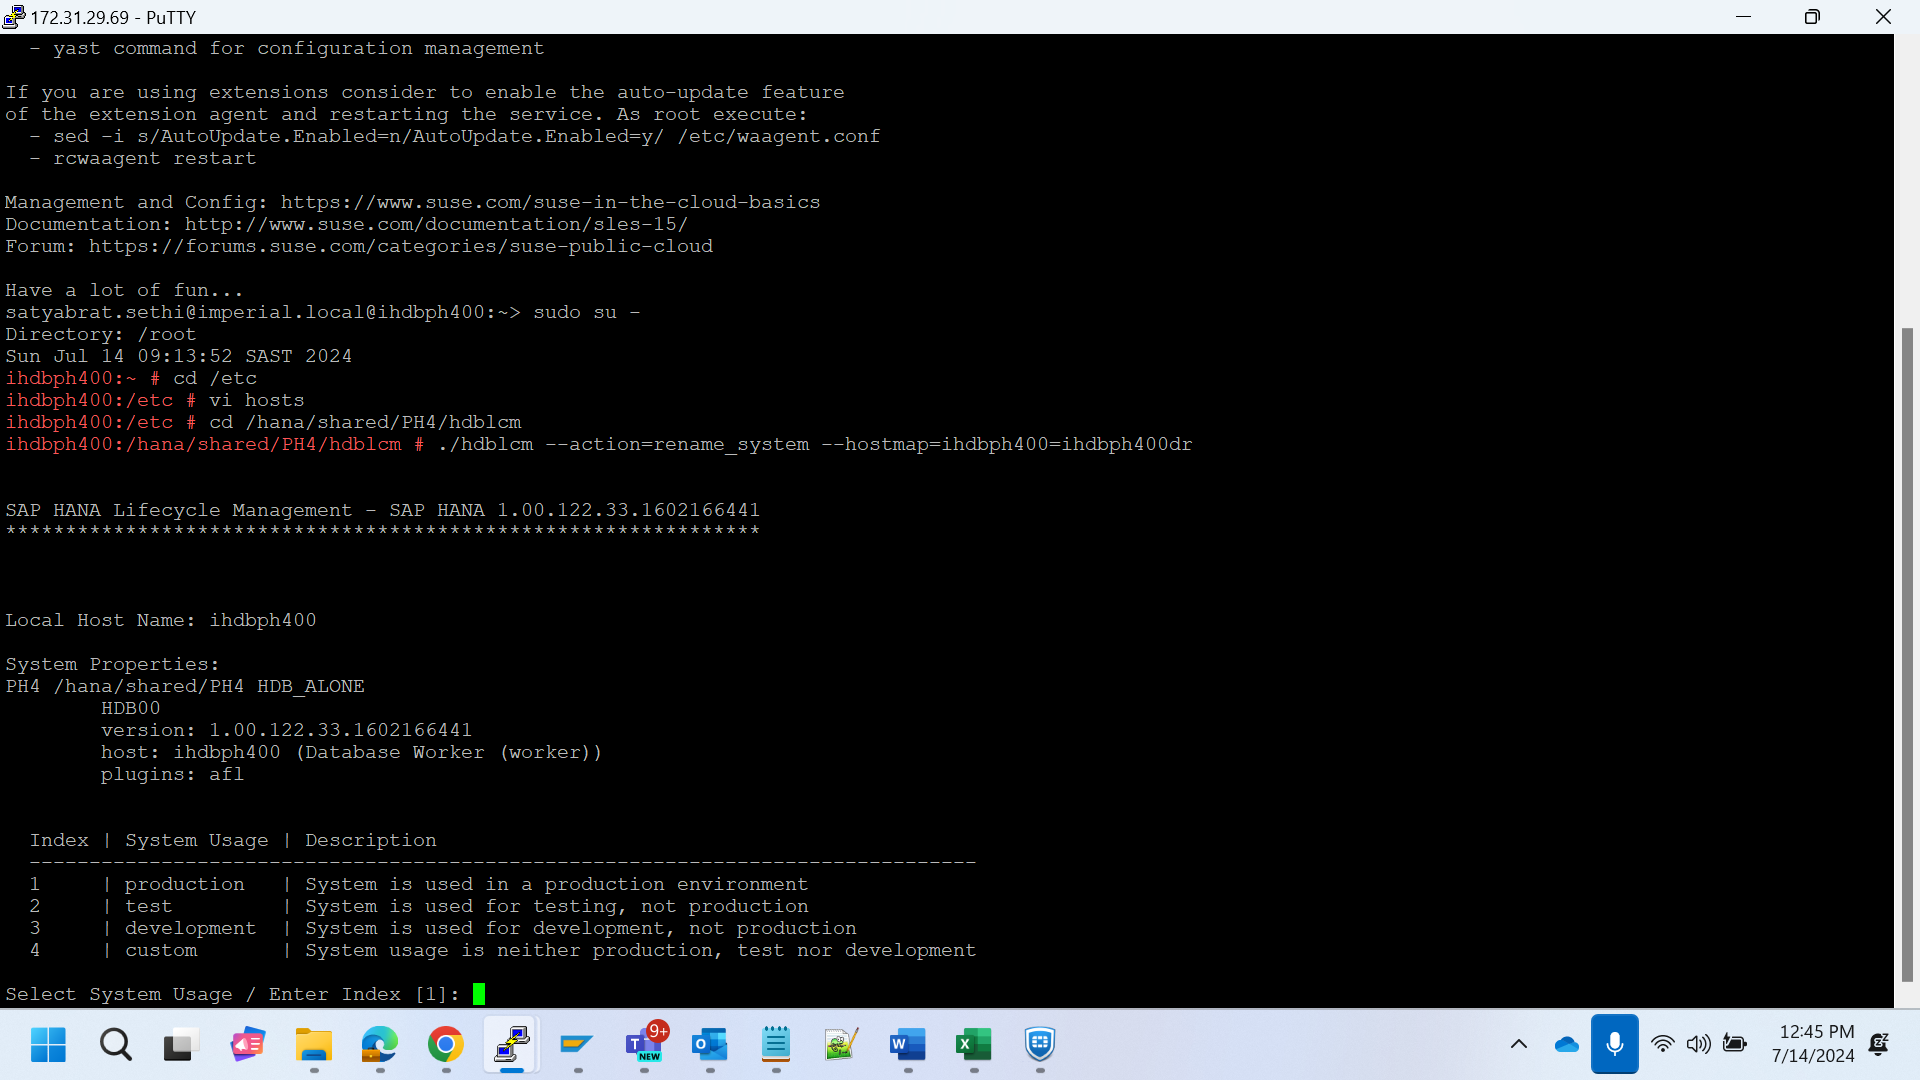 172.31.29.69 - PuTTY
- yast command for configuration management
If you are using extensions consider to enable the auto-update feature
of the extension agent and restarting the service. As root execute:
- sed -i s/AutoUpdate.Enabled=n/AutoUpdate.Enabled=y/ /etc/waagent.conf
- rcwaagent restart
Management and Config: https://www.suse.com/suse-in-the-cloud-basics
Documentation: http://www.suse.com/documentation/sles-15/
Forum: https://forums.suse.com/categories/suse-public-cloud
Have a lot of fun...
satyabrat.sethi@imperial.local@ihdbph400:~> sudo su -
Directory: /root
Sun Jul 14 09:13:52 SAST 2024
ihdbph400:~ # cd /etc
ihdbph400:/etc # vi hosts
ihdbph400:/etc # cd /hana/shared/PH4/hdblcm
ihdbph400:/hana/shared/PH4/hdblcm # ./hdblcm --action=rename_system --hostmap=ihdbph400=ihdbph400dr
SAP HANA Lifecycle Management - SAP HANA 1.00.122.33.1602166441
***************************************************************
Local Host Name: ihdbph400
System Properties:
PH4 /hana/shared/PH4 HDB_ALONE
HDB00
version: 1.00.122.33.1602166441
host: ihdbph400 (Database Worker (worker))
plugins: afl
Index | System Usage | Description
-------------------------------------------------------------------------------
1 | production | System is used in a production environment
2 | test | System is used for testing, not production
3 | development | System is used for development, not production
4 | custom | System usage is neither production, test nor development
Select System Usage / Enter Index [1]:
9+
NEW
12:45 PM
7/14/2024